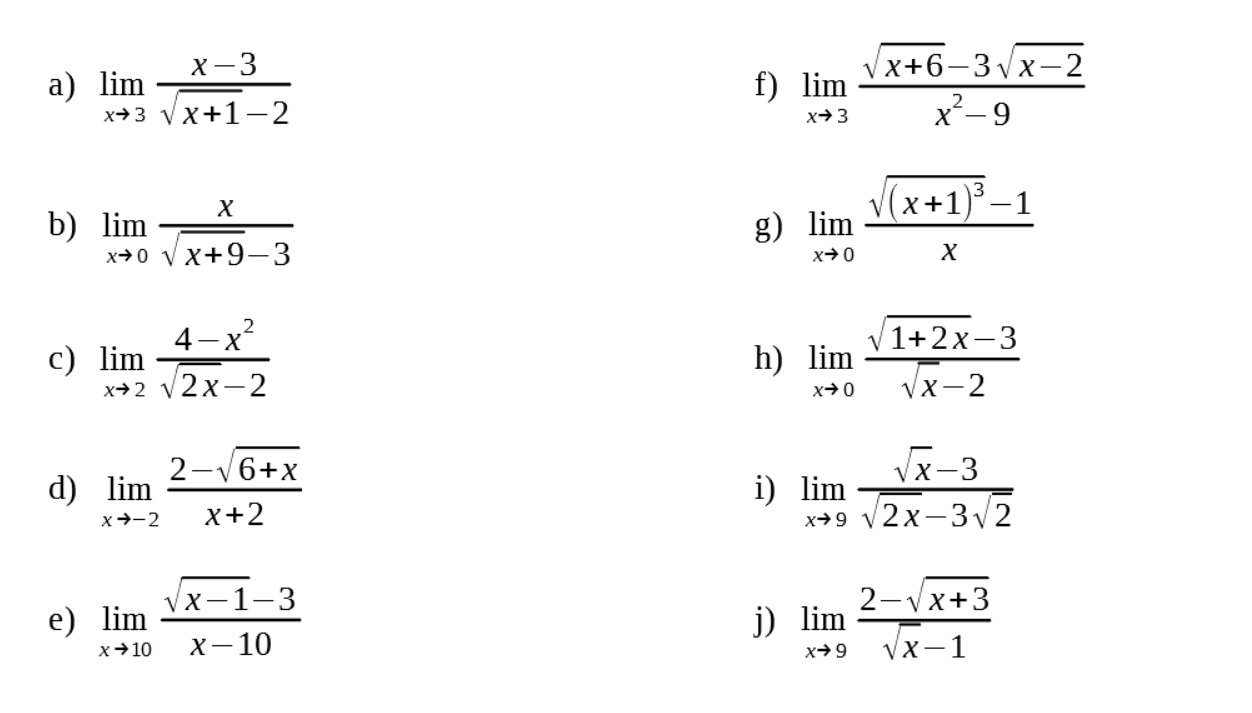 a) lim x→3 (x−3)/(√(x+1)−2)
b) lim x→0 x/(√(x+9)−3)
c) lim x→2 (4−x²)/(√(2x)−2)
d) lim x→−2 (2−√(6+x))/(x+2)
e) lim x→10 (√(x−1)−3)/(x−10)
f) lim x→3 (√(x+6)−3√(x−2))/(x²−9)
g) lim x→0 (√((x+1)³)−1)/x
h) lim x→0 (√(1+2x)−3)/(√x−2)
i) lim x→9 (√x−3)/(√(2x)−3√2)
j) lim x→9 (2−√(x+3))/(√x−1)